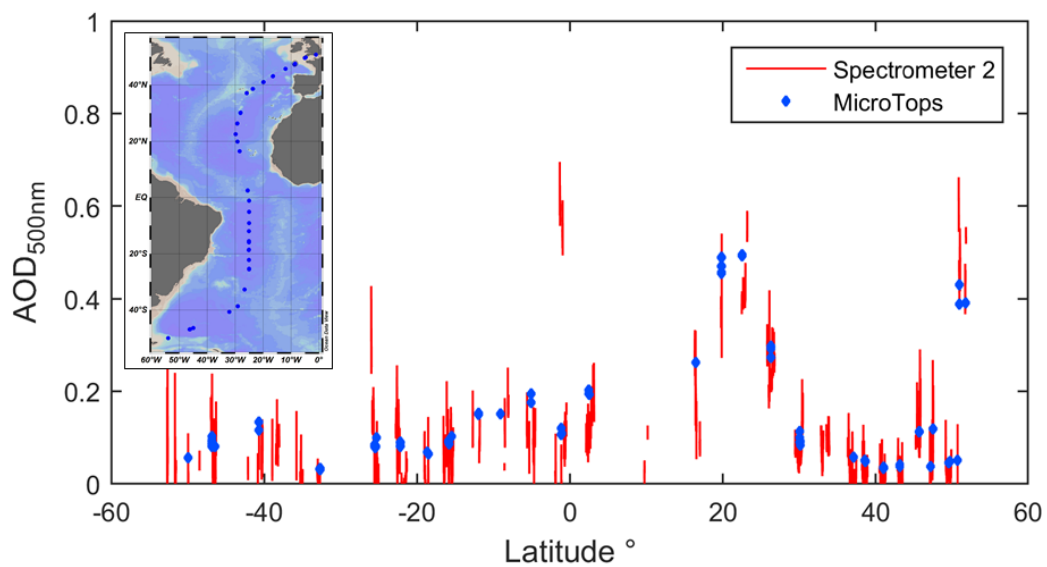 1
0.8
0.6
0.4
0.2
0
AOD500nm
-60 -40 -20 0 20 40 60
Latitude °
Spectrometer 2
MicroTops
40°N
20°N
EQ
20°S
40°S
60°W 50°W 40°W 30°W 20°W 10°W 0°
Ocean Data View